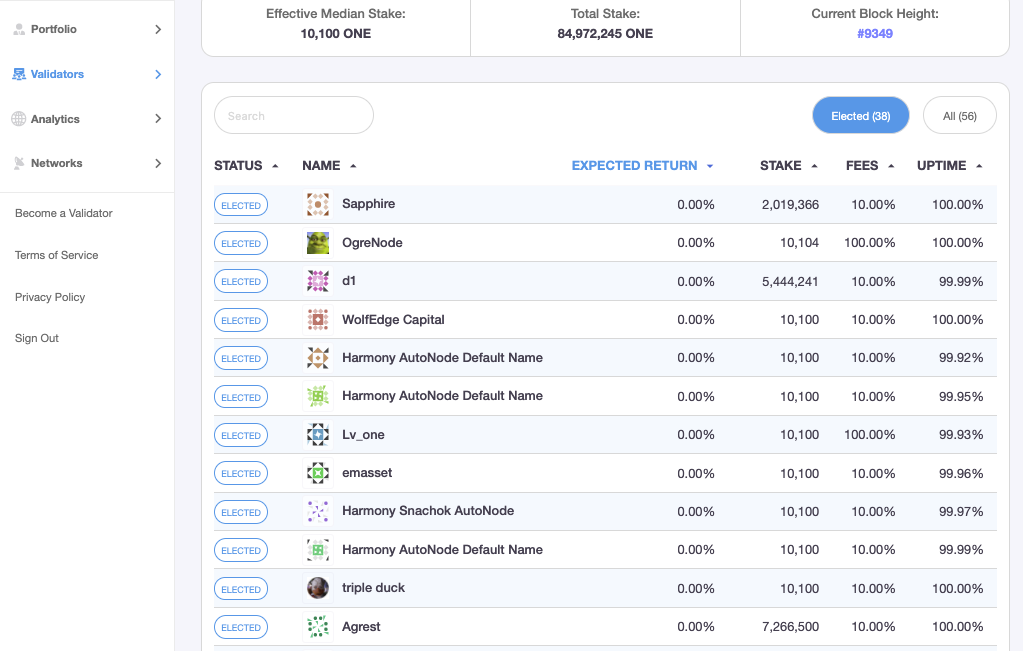 Portfolio
Validators
Analytics
Networks
Become a Validator
Terms of Service
Privacy Policy
Sign Out
Effective Median Stake: Total Stake: Current Block Height:
10,100 ONE 84,972,245 ONE #9349
Search Elected (38) All (56)
STATUS NAME EXPECTED RETURN STAKE FEES UPTIME
ELECTED Sapphire 0.00% 2,019,366 10.00% 100.00%
ELECTED OgreNode 0.00% 10,104 100.00% 100.00%
ELECTED d1 0.00% 5,444,241 10.00% 99.99%
ELECTED WolfEdge Capital 0.00% 10,100 10.00% 100.00%
ELECTED Harmony AutoNode Default Name 0.00% 10,100 10.00% 99.92%
ELECTED Harmony AutoNode Default Name 0.00% 10,100 10.00% 99.95%
ELECTED Lv_one 0.00% 10,100 100.00% 99.93%
ELECTED emasset 0.00% 10,100 10.00% 99.96%
ELECTED Harmony Snachok AutoNode 0.00% 10,100 10.00% 99.97%
ELECTED Harmony AutoNode Default Name 0.00% 10,100 10.00% 99.99%
ELECTED triple duck 0.00% 10,100 10.00% 100.00%
ELECTED Agrest 0.00% 7,266,500 10.00% 100.00%